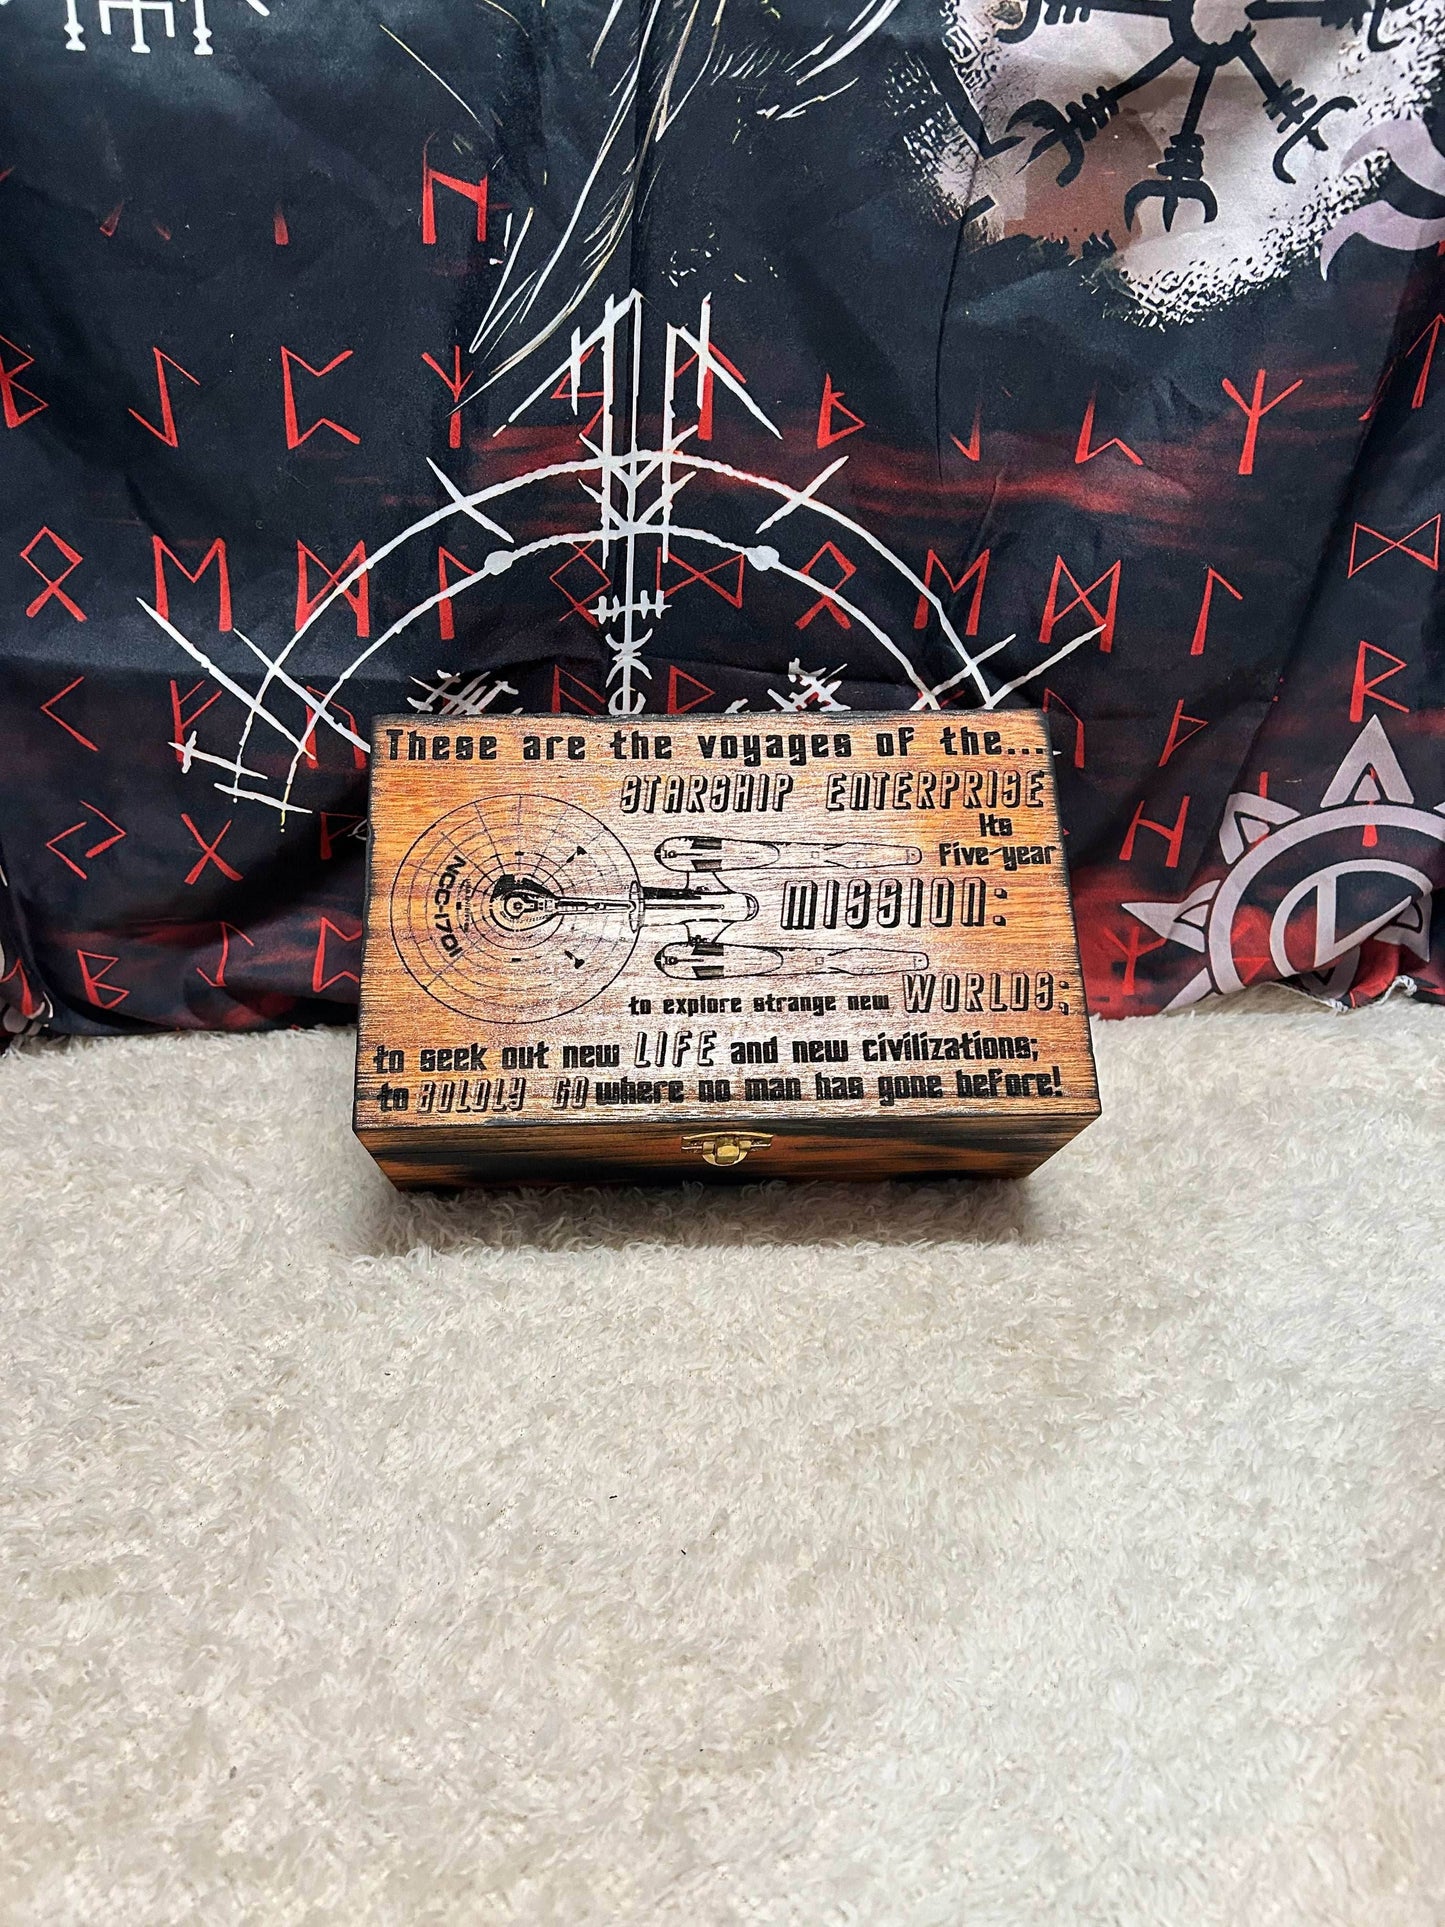 These are the voyages of the...
STARSHIP ENTERPRISE
Its
Five-year
MISSION:
NCC-1701
to explore strange new WORLDS;
to seek out new LIFE and new civilizations;
to BOLDLY GO where no man has gone before!